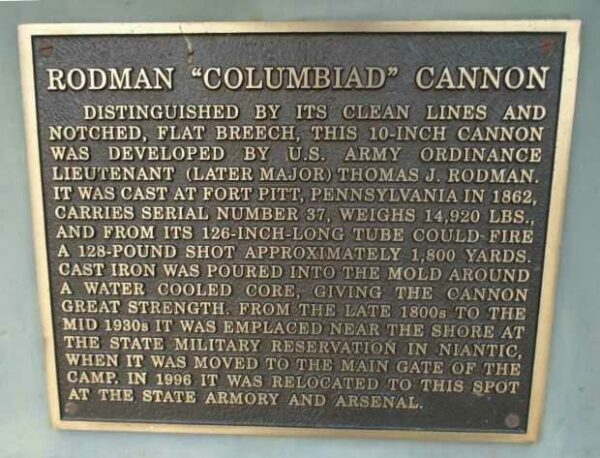 RODMAN "COLUMBIAD" CANNON
DISTINGUISHED BY ITS CLEAN LINES AND
NOTCHED, FLAT BREECH, THIS 10-INCH CANNON
WAS DEVELOPED BY U.S. ARMY ORDINANCE
LIEUTENANT (LATER MAJOR) THOMAS J. RODMAN.
IT WAS CAST AT FORT PITT, PENNSYLVANIA IN 1862,
CARRIES SERIAL NUMBER 37, WEIGHS 14,920 LBS.,
AND FROM ITS 126-INCH-LONG TUBE COULD FIRE
A 128-POUND SHOT APPROXIMATELY 1,800 YARDS.
CAST IRON WAS POURED INTO THE MOLD AROUND
A WATER COOLED CORE, GIVING THE CANNON
GREAT STRENGTH. FROM THE LATE 1800s TO THE
MID 1930s IT WAS EMPLACED NEAR THE SHORE AT
THE STATE MILITARY RESERVATION IN NIANTIC,
WHEN IT WAS MOVED TO THE MAIN GATE OF THE
CAMP. IN 1996 IT WAS RELOCATED TO THIS SPOT
AT THE STATE ARMORY AND ARSENAL.